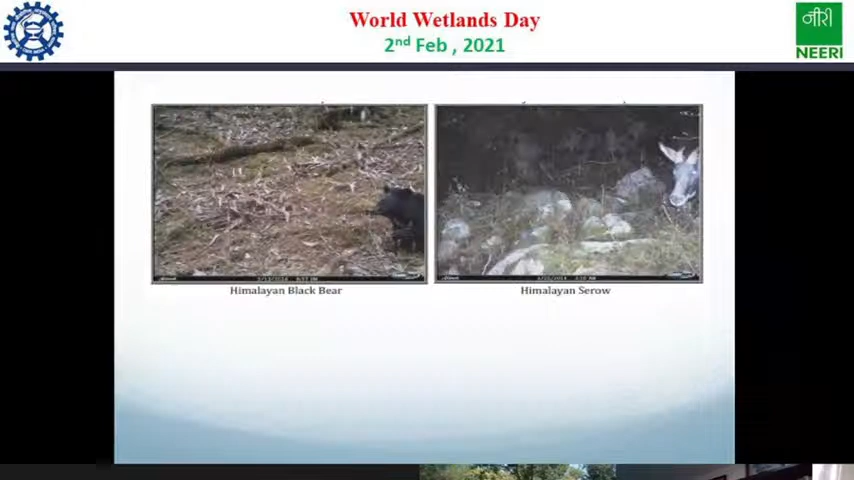 World Wetlands Day
2nd Feb , 2021
नीरी
NEERI
Himalayan Black Bear
Himalayan Serow